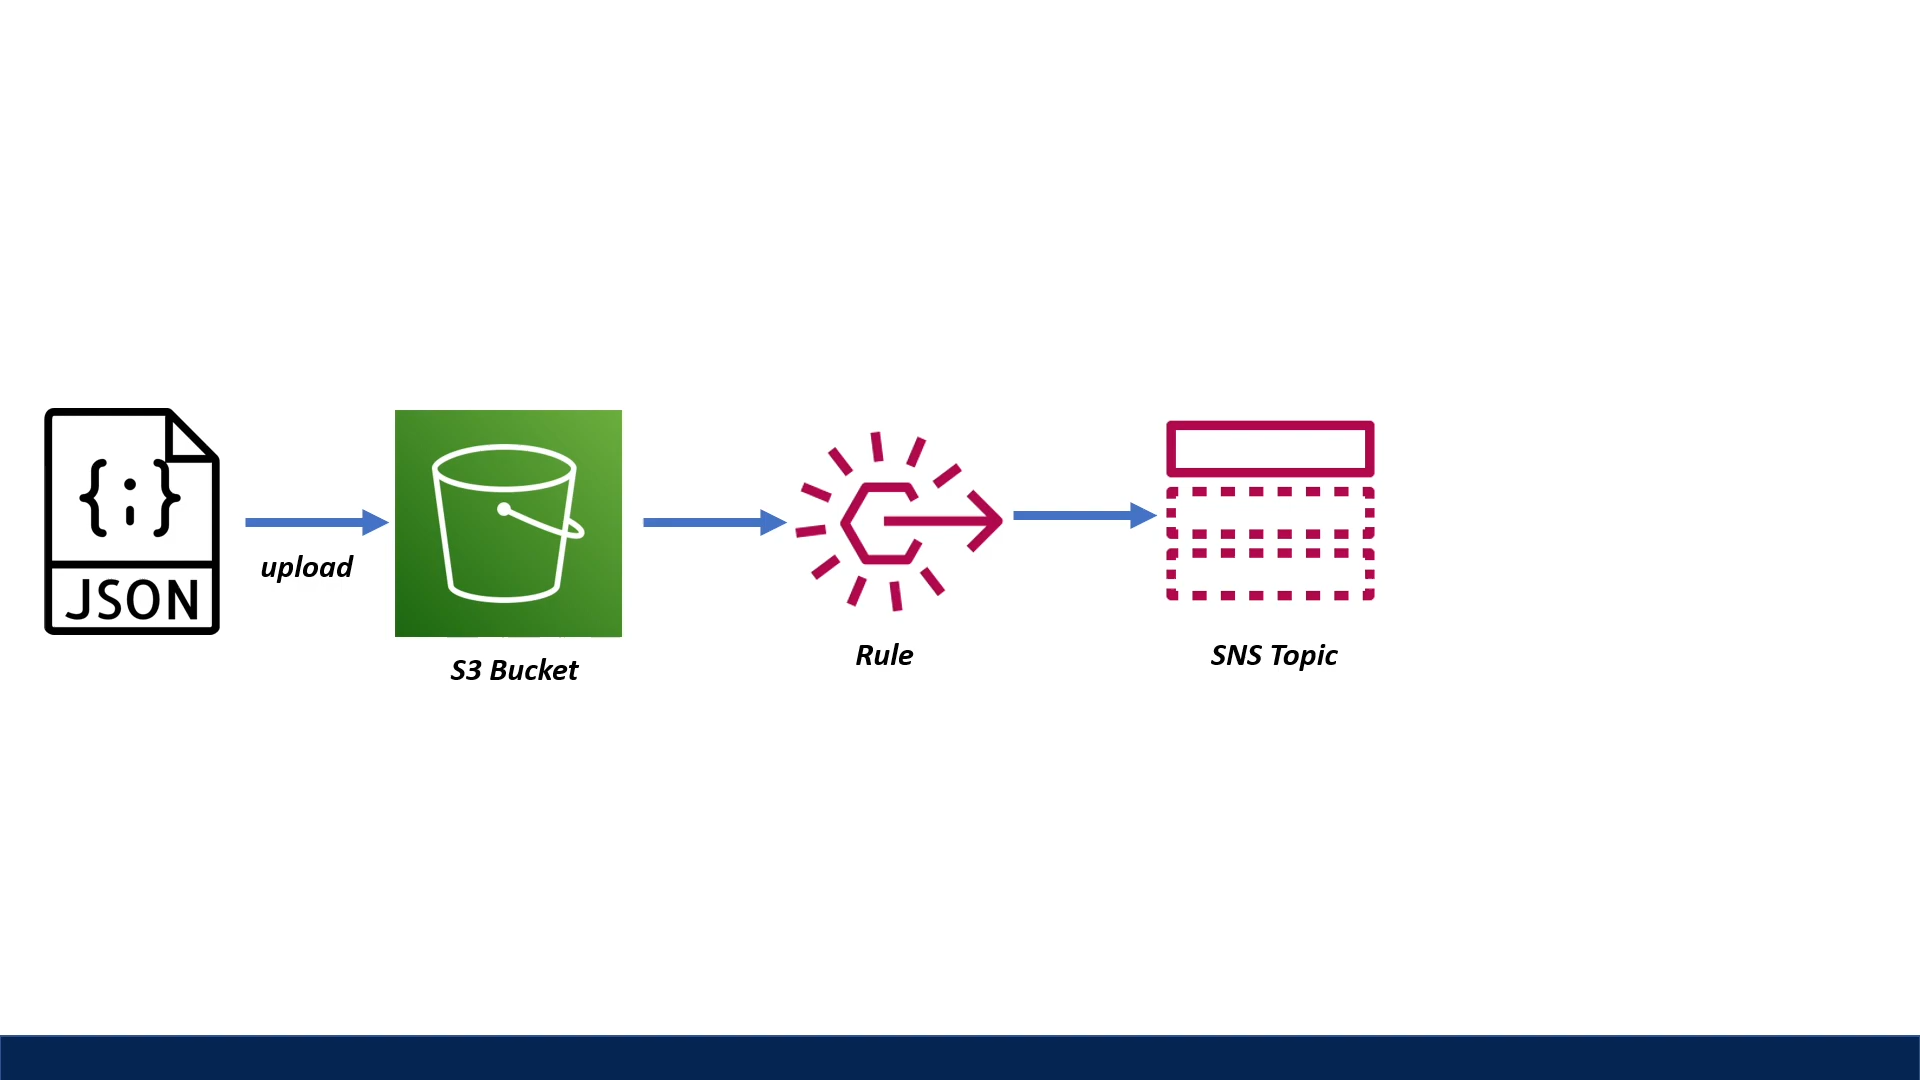 {;}
JSON
upload
S3 Bucket
Rule
SNS Topic